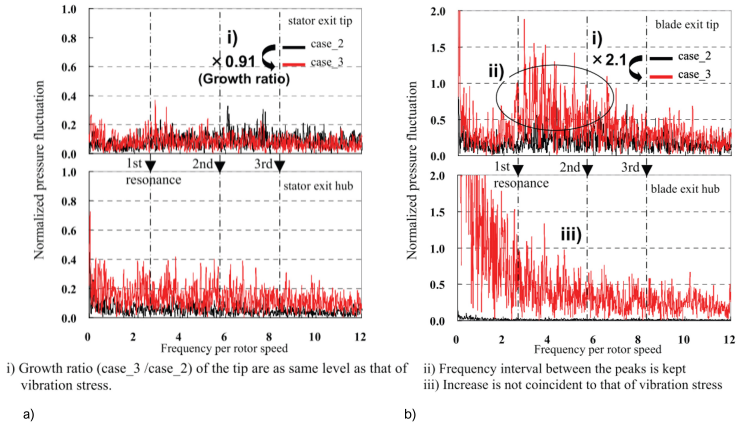 1.0
0.8
0.6
0.4
0.2
0.0
stator exit tip
i)
×0.91
(Growth ratio)
case_2
case_3
1st
resonance
2nd
3rd
1.0
0.8
0.6
0.4
0.2
0.0
stator exit hub
Normalized pressure fluctuation
0 2 4 6 8 10 12
Frequency per rotor speed
i) Growth ratio (case_3 /case_2) of the tip are as same level as that of
vibration stress.
a)
2.0
1.5
1.0
0.5
0.0
blade exit tip
i)
×2.1
case_2
case_3
ii)
1st
resonance
2nd
3rd
2.0
1.5
1.0
0.5
0.0
blade exit hub
iii)
Normalized pressure fluctuation
0 2 4 6 8 10 12
Frequency per rotor speed
ii) Frequency interval between the peaks is kept
iii) Increase is not coincident to that of vibration stress
b)